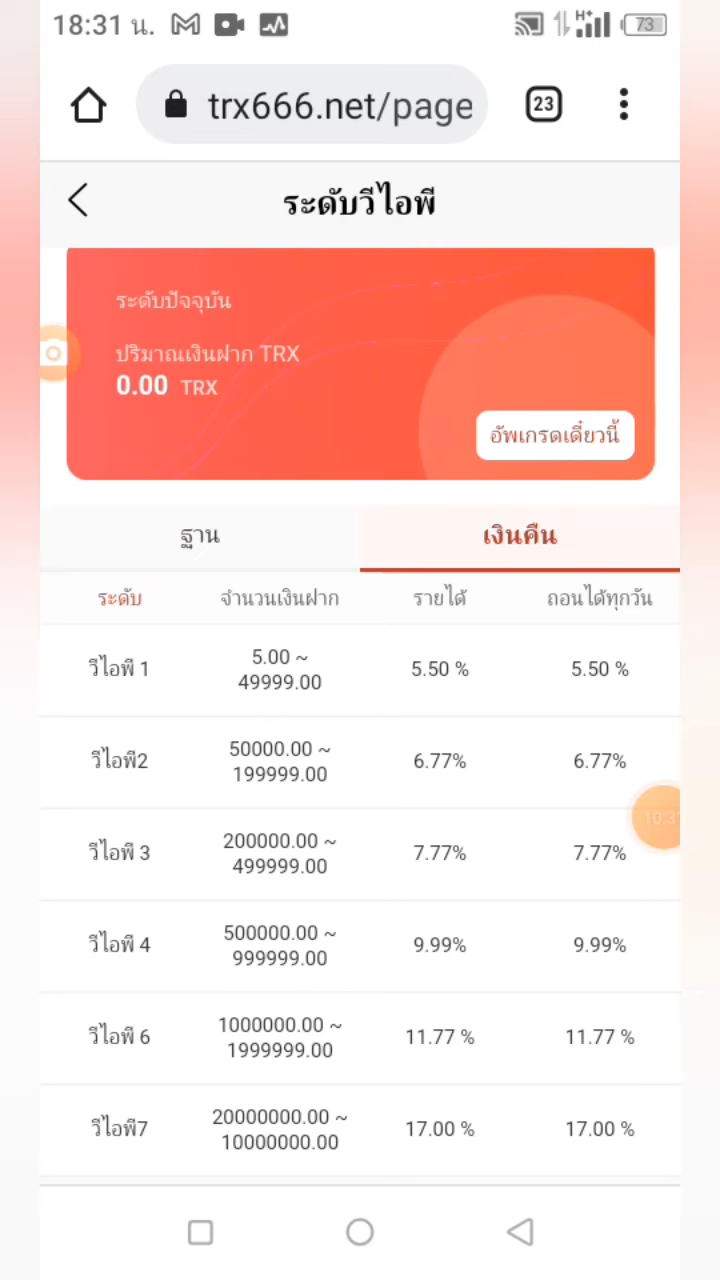 18:31 น.
H+
73
trx666.net/page
23
ระดับวีไอพี
ระดับปัจจุบัน
ปริมาณเงินฝาก TRX
0.00 TRX
อัพเกรดเดี๋ยวนี้
ฐาน เงินคืน
ระดับ จำนวนเงินฝาก รายได้ ถอนได้ทุกวัน
วีไอพี 1 5.00 ~ 49999.00 5.50 % 5.50 %
วีไอพี2 50000.00 ~ 199999.00 6.77% 6.77%
วีไอพี 3 200000.00 ~ 499999.00 7.77% 7.77%
วีไอพี 4 500000.00 ~ 999999.00 9.99% 9.99%
วีไอพี 6 1000000.00 ~ 1999999.00 11.77 % 11.77 %
วีไอพี7 20000000.00 ~ 10000000.00 17.00 % 17.00 %